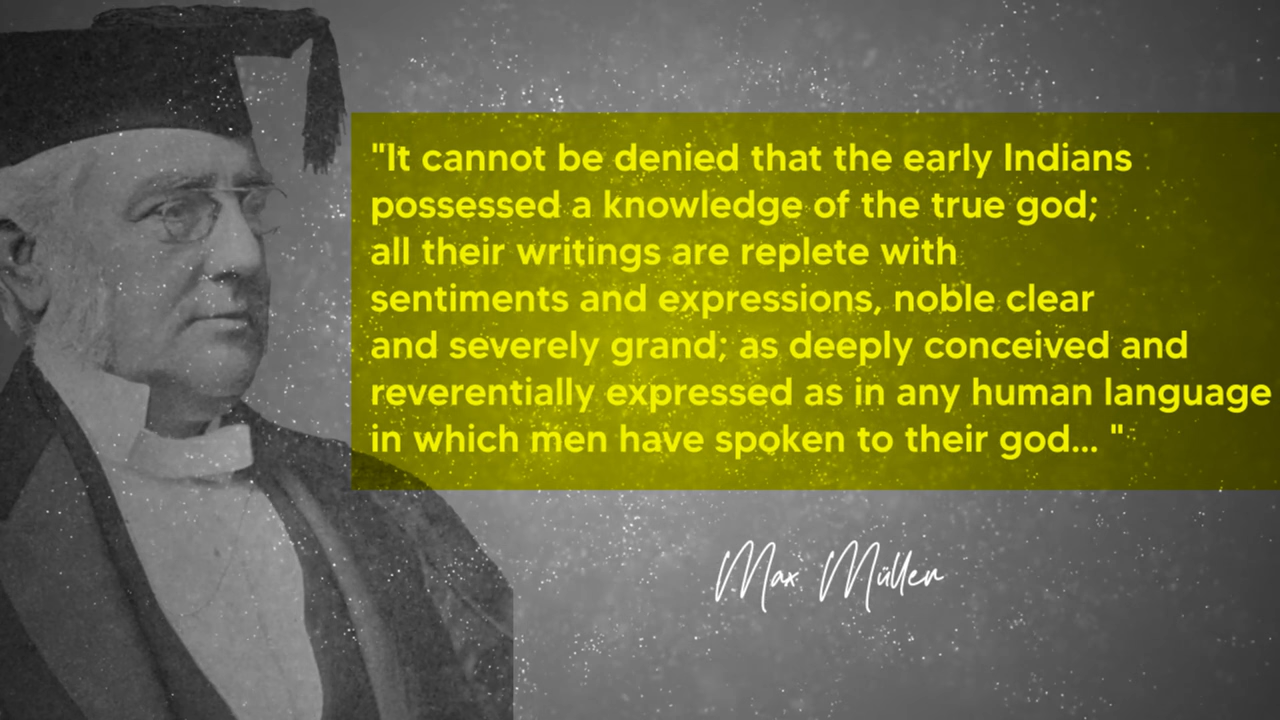 "It cannot be denied that the early Indians
possessed a knowledge of the true god;
all their writings are replete with
sentiments and expressions, noble clear
and severely grand; as deeply conceived and
reverentially expressed as in any human language
in which men have spoken to their god... "
Max Müller